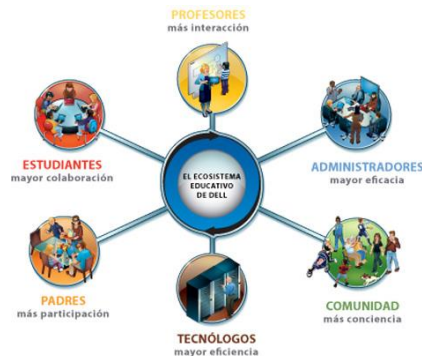 PROFESORES
más interacción
ESTUDIANTES
mayor colaboración
EL ECOSISTEMA
EDUCATIVO
DE DELL
ADMINISTRADORES
mayor eficacia
PADRES
más participación
COMUNIDAD
más conciencia
TECNÓLOGOS
mayor eficiencia